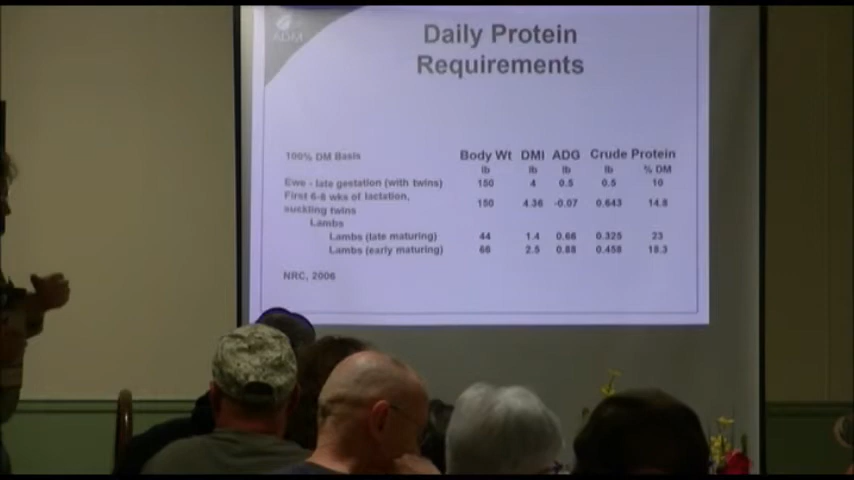 ADM
Daily Protein
Requirements
100% DM Basis Body Wt DMI ADG Crude Protein
lb lb lb lb % DM
Ewe - late gestation (with twins) 150 4 0.5 0.5 10
First 6-8 wks of lactation,
suckling twins 150 4.36 -0.07 0.643 14.8
Lambs
Lambs (late maturing) 44 1.4 0.66 0.325 23
Lambs (early maturing) 66 2.5 0.88 0.458 18.3
NRC, 2006